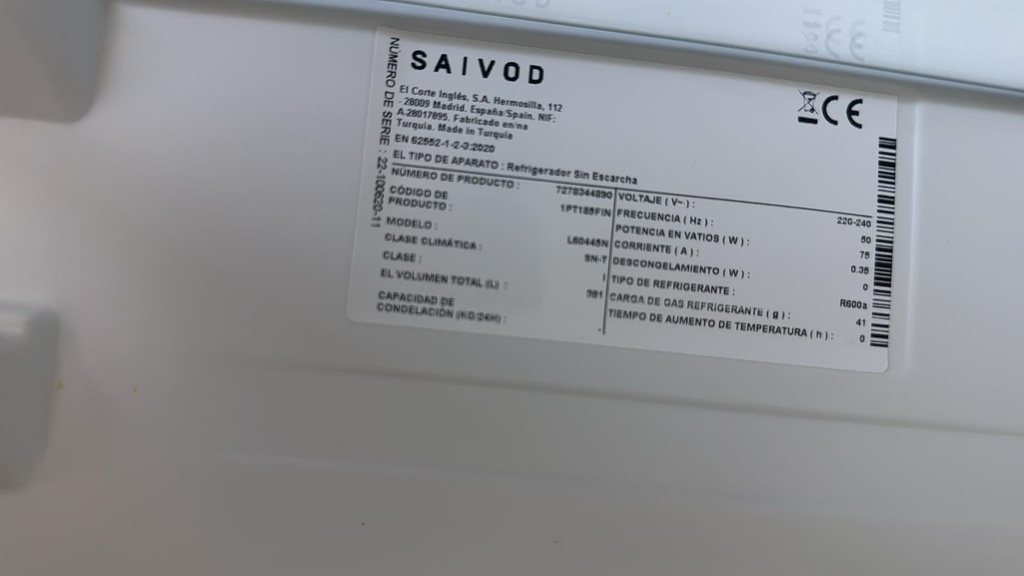 SAIVOD
El Corte Inglés, S.A. Hermosilla, 112
- 28009 Madrid. España/Spain. NIF:
A-28017895. Fabricado en/na
Turquia. Made in Turquia
EN 62552-1-2-3:2020
EL TIPO DE APARATO : Refrigerador Sin Escarcha
NÚMERO DE PRODUCTO : 7278344890
CÓDIGO DE
PRODUCTO : 1PT185FIN
MODELO :
CLASE CLIMÁTICA : SN-T
CLASE : I
EL VOLUMEN TOTAL (L) : 381
CAPACIDAD DE
CONGELACIÓN (KG/24H) : -
VOLTAJE ( V~ ) : 220-240
FRECUENCIA ( Hz ) : 50
POTENCIA EN VATIOS ( W ) : 75
CORRIENTE ( A ) : 0.35
DESCONGELAMIENTO ( W ) : 0
TIPO DE REFRIGERANTE : R600a
CARGA DE GAS REFRIGERANTE ( g ) : 41
TIEMPO DE AUMENTO DE TEMPERATURA ( h ) : 0
NÚMERO DE SERIE : 22-100620-11
CE